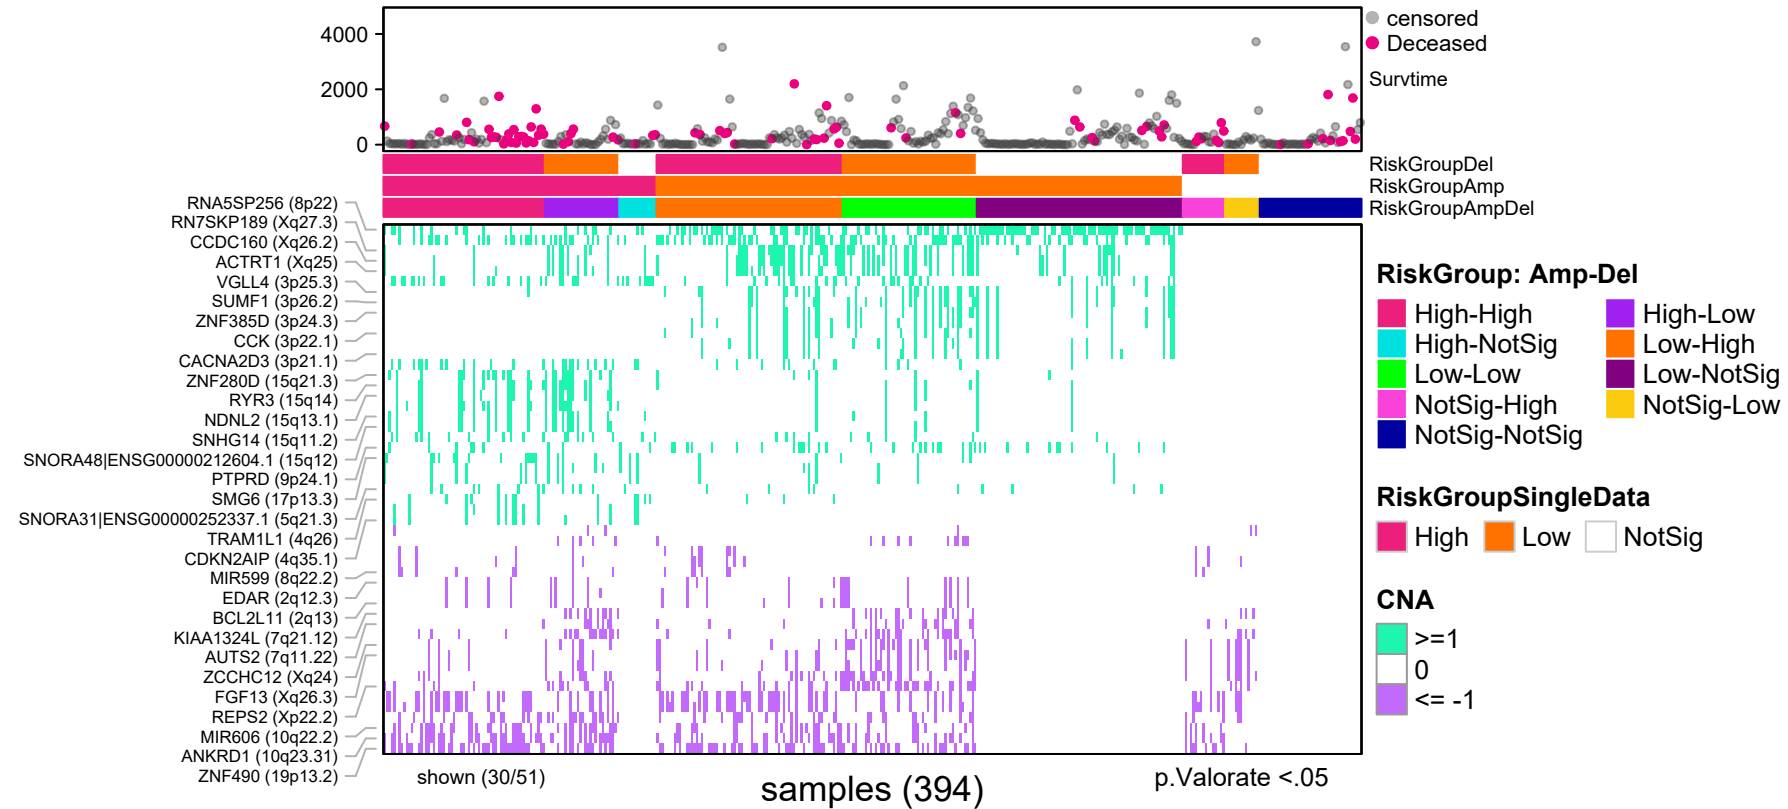 4000
2000
0
censored
Deceased
Survtime
RiskGroupDel
RiskGroupAmp
RiskGroupAmpDel
RNA5SP256 (8p22)
RN7SKP189 (Xq27.3)
CCDC160 (Xq26.2)
ACTRT1 (Xq25)
VGLL4 (3p25.3)
SUMF1 (3p26.2)
ZNF385D (3p24.3)
CCK (3p22.1)
CACNA2D3 (3p21.1)
ZNF280D (15q21.3)
RYR3 (15q14)
NDNL2 (15q13.1)
SNHG14 (15q11.2)
SNORA48|ENSG00000212604.1 (15q12)
PTPRD (9p24.1)
SMG6 (17p13.3)
SNORA31|ENSG00000252337.1 (5q21.3)
TRAM1L1 (4q26)
CDKN2AIP (4q35.1)
MIR599 (8q22.2)
EDAR (2q12.3)
BCL2L11 (2q13)
KIAA1324L (7q21.12)
AUTS2 (7q11.22)
ZCCHC12 (Xq24)
FGF13 (Xq26.3)
REPS2 (Xp22.2)
MIR606 (10q22.2)
ANKRD1 (10q23.31)
ZNF490 (19p13.2)
shown (30/51)
samples (394)
p.Valorate <.05
RiskGroup: Amp-Del
High-High
High-Low
High-NotSig
Low-High
Low-Low
Low-NotSig
NotSig-High
NotSig-Low
NotSig-NotSig
RiskGroupSingleData
High
Low
NotSig
CNA
>=1
0
<= -1